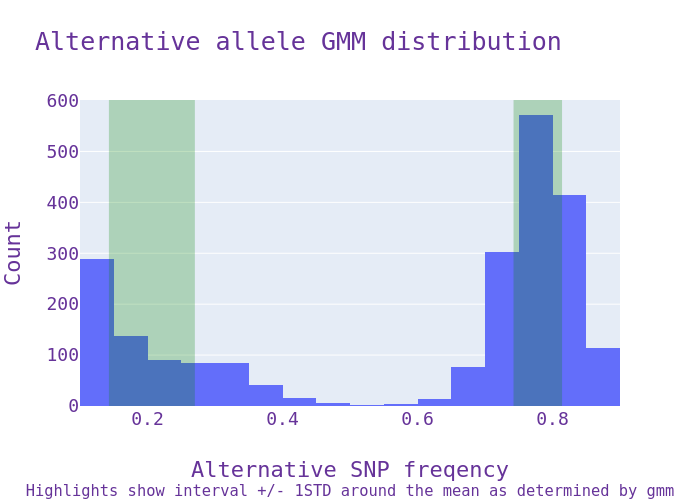 Alternative allele GMM distribution
600
500
400
300
200
100
0
Count
0.2 0.4 0.6 0.8
Alternative SNP freqency
Highlights show interval +/- 1STD around the mean as determined by gmm